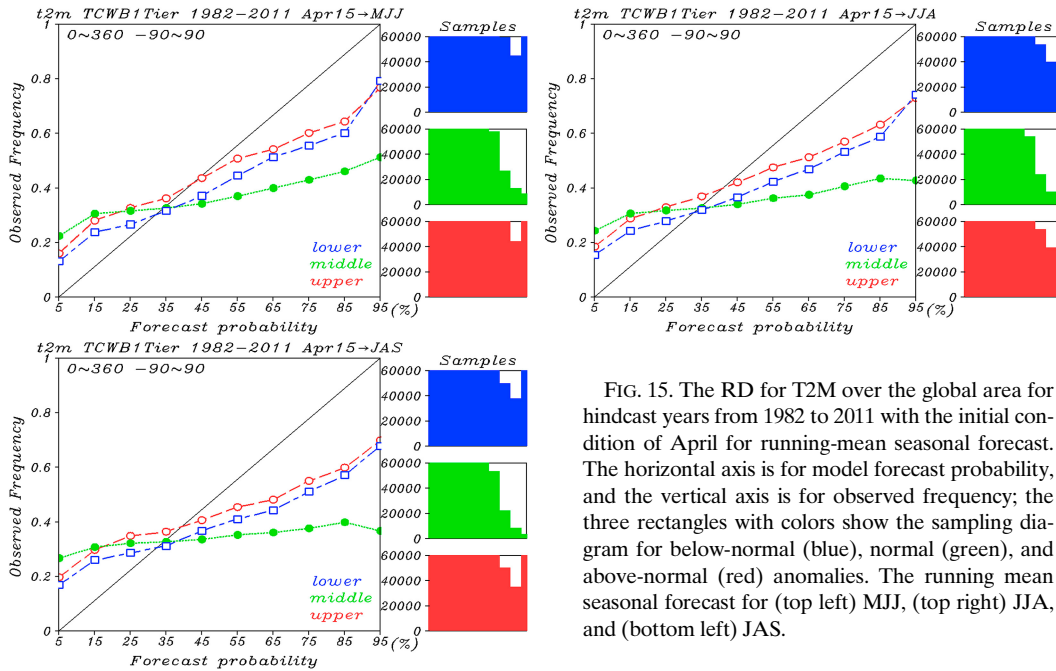 t2m TCWB1Tier 1982-2011 Apr15→MJJ
0~360 -90~90
Observed Frequency
1
0.8
0.6
0.4
0.2
0
5 15 25 35 45 55 65 75 85 95 (%)
Forecast probability
lower
middle
upper
Samples
60000
40000
20000
0
60000
40000
20000
0
60000
40000
20000
0
t2m TCWB1Tier 1982-2011 Apr15→JJA
0~360 -90~90
Observed Frequency
1
0.8
0.6
0.4
0.2
0
5 15 25 35 45 55 65 75 85 95 (%)
Forecast probability
lower
middle
upper
Samples
60000
40000
20000
0
60000
40000
20000
0
60000
40000
20000
0
t2m TCWB1Tier 1982-2011 Apr15→JAS
0~360 -90~90
Observed Frequency
1
0.8
0.6
0.4
0.2
0
5 15 25 35 45 55 65 75 85 95 (%)
Forecast probability
lower
middle
upper
Samples
60000
40000
20000
0
60000
40000
20000
0
60000
40000
20000
0
FIG. 15. The RD for T2M over the global area for
hindcast years from 1982 to 2011 with the initial con-
dition of April for running-mean seasonal forecast.
The horizontal axis is for model forecast probability,
and the vertical axis is for observed frequency; the
three rectangles with colors show the sampling dia-
gram for below-normal (blue), normal (green), and
above-normal (red) anomalies. The running mean
seasonal forecast for (top left) MJJ, (top right) JJA,
and (bottom left) JAS.